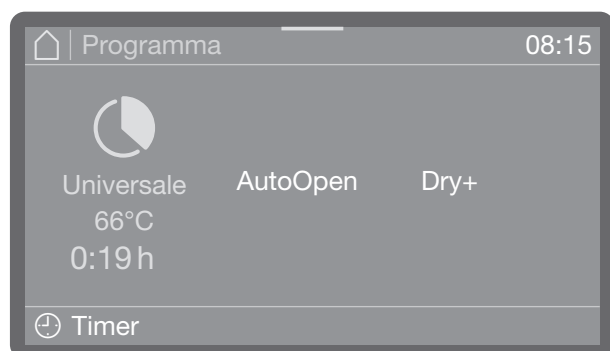 Programma 08:15
Universale AutoOpen Dry+
66°C
0:19 h
Timer